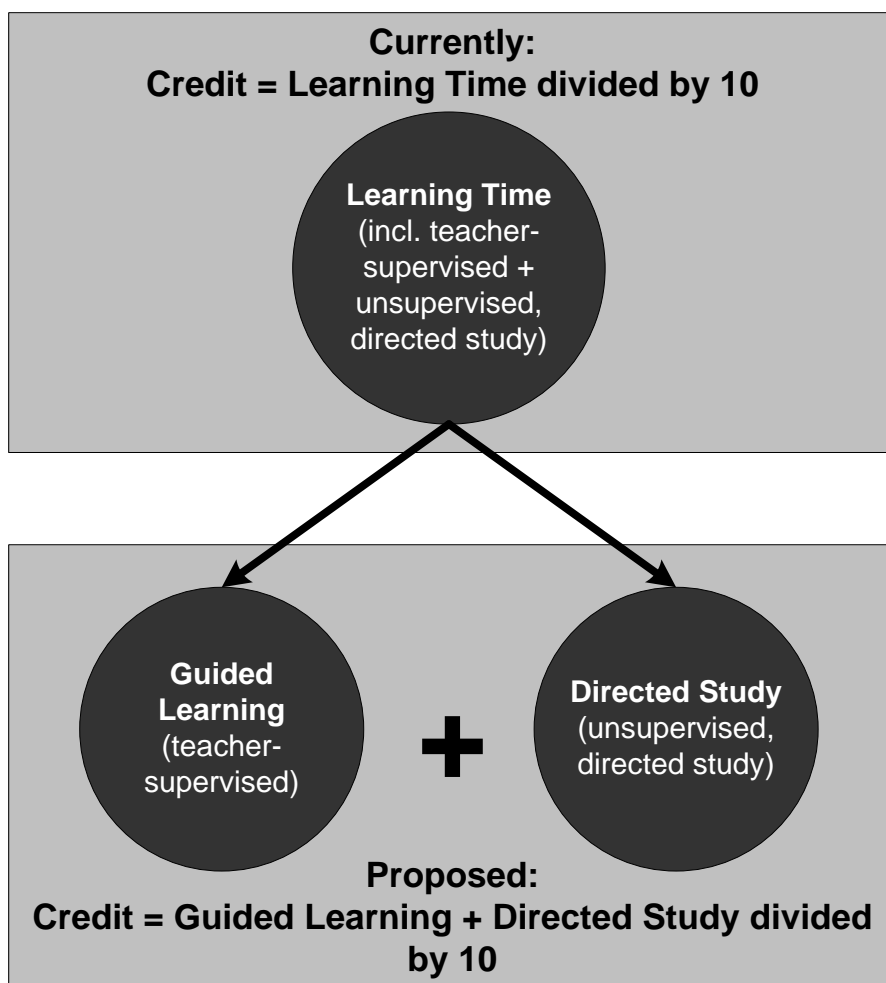 Currently:
Credit = Learning Time divided by 10
Learning Time
(incl. teacher-
supervised +
unsupervised,
directed study)
Guided
Learning
(teacher-
supervised)
+
Directed Study
(unsupervised,
directed study)
Proposed:
Credit = Guided Learning + Directed Study divided
by 10